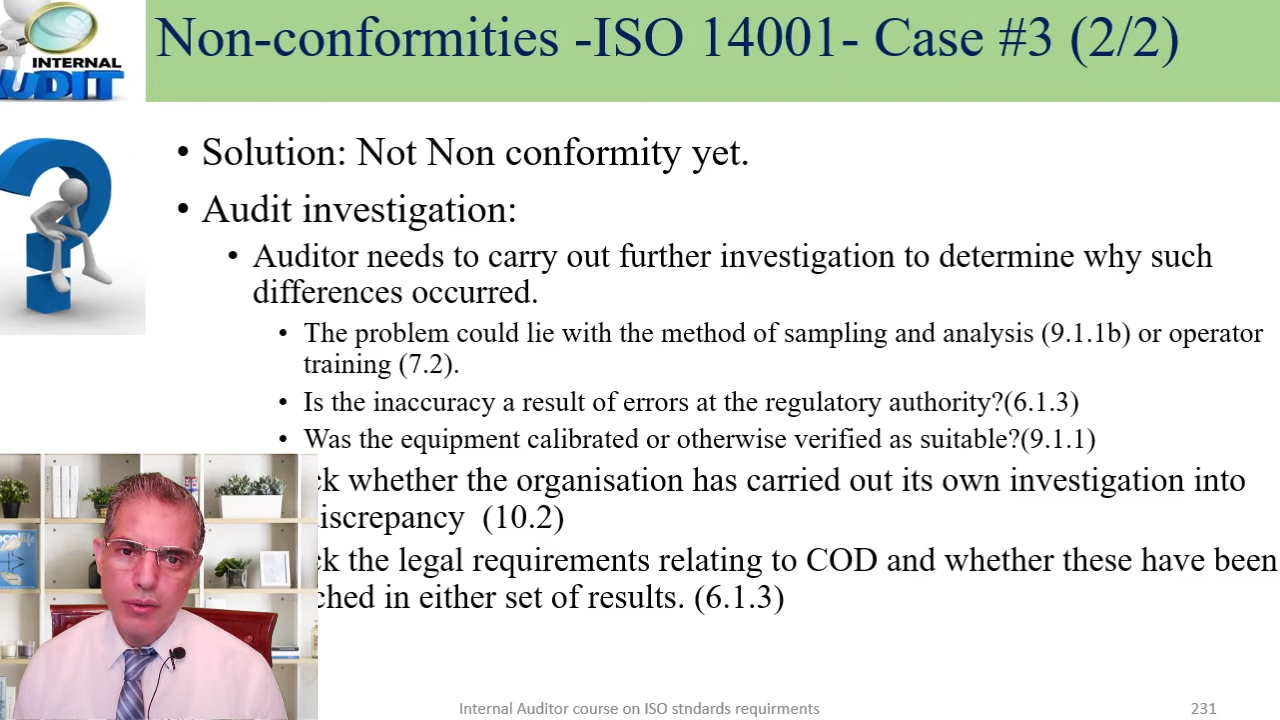 INTERNAL
AUDIT
Non-conformities -ISO 14001- Case #3 (2/2)
• Solution: Not Non conformity yet.
• Audit investigation:
• Auditor needs to carry out further investigation to determine why such
differences occurred.
• The problem could lie with the method of sampling and analysis (9.1.1b) or operator
training (7.2).
• Is the inaccuracy a result of errors at the regulatory authority?(6.1.3)
• Was the equipment calibrated or otherwise verified as suitable?(9.1.1)
ck whether the organisation has carried out its own investigation into
iscrepancy (10.2)
ck the legal requirements relating to COD and whether these have been
ched in either set of results. (6.1.3)
Internal Auditor course on ISO stndards requirments
231